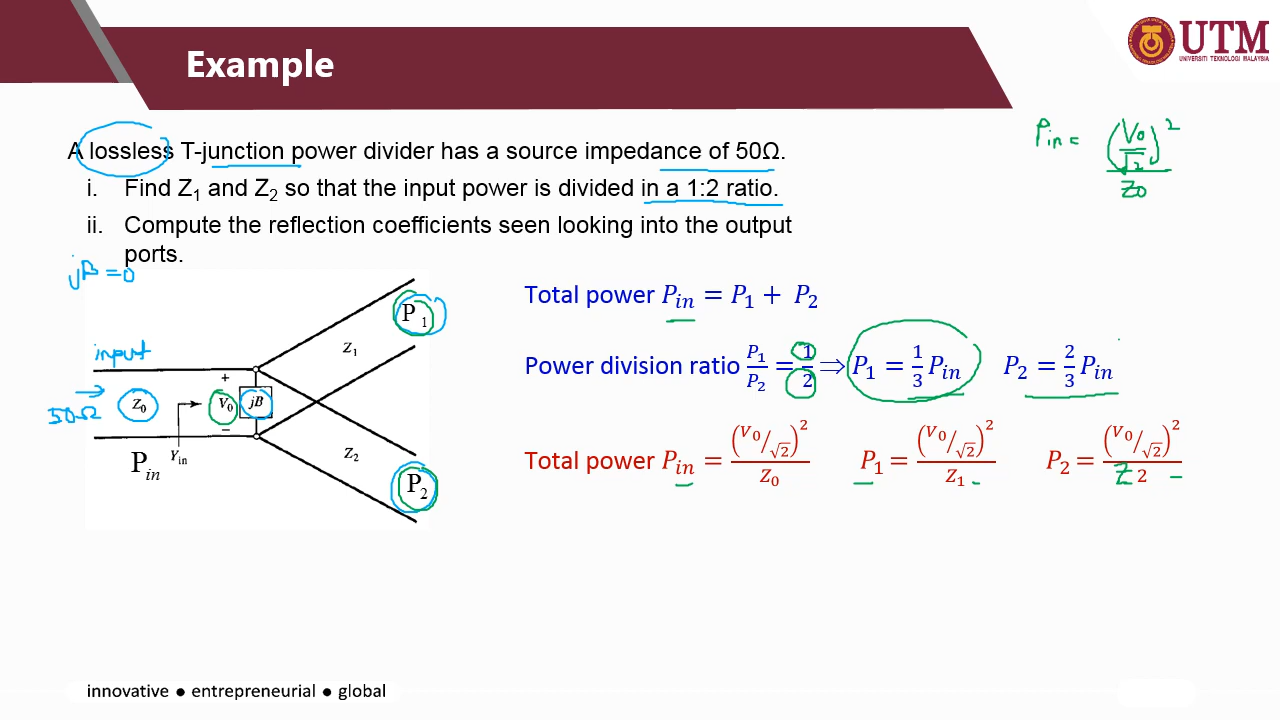 Example
UTM
UNIVERSITI TEKNOLOGI MALAYSIA
Pin = (V0/√2)² / Z0
A lossless T-junction power divider has a source impedance of 50Ω.
i. Find Z1 and Z2 so that the input power is divided in a 1:2 ratio.
ii. Compute the reflection coefficients seen looking into the output
ports.
jB = 0
Total power Pin = P1 + P2
P1
Z1
input
Power division ratio P1/P2 = 1/2 ⇒ P1 = 1/3 Pin P2 = 2/3 Pin
50Ω Z0 + V0 − jB
Yin
Pin
Z2
P2
Total power Pin = (V0/√2)² / Z0 P1 = (V0/√2)² / Z1 P2 = (V0/√2)² / Z 2
innovative ● entrepreneurial ● global